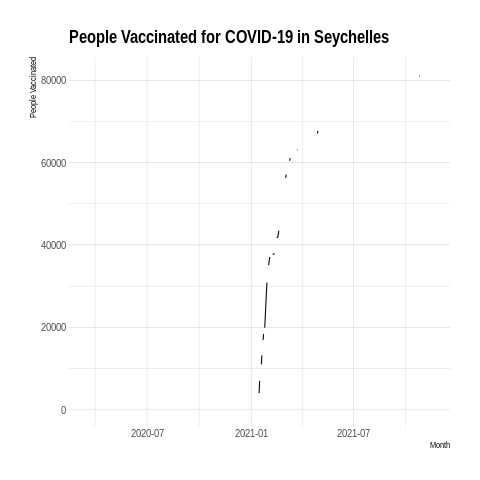 People Vaccinated for COVID-19 in Seychelles
People Vaccinated
80000
60000
40000
20000
0
2020-07 2021-01 2021-07
Month